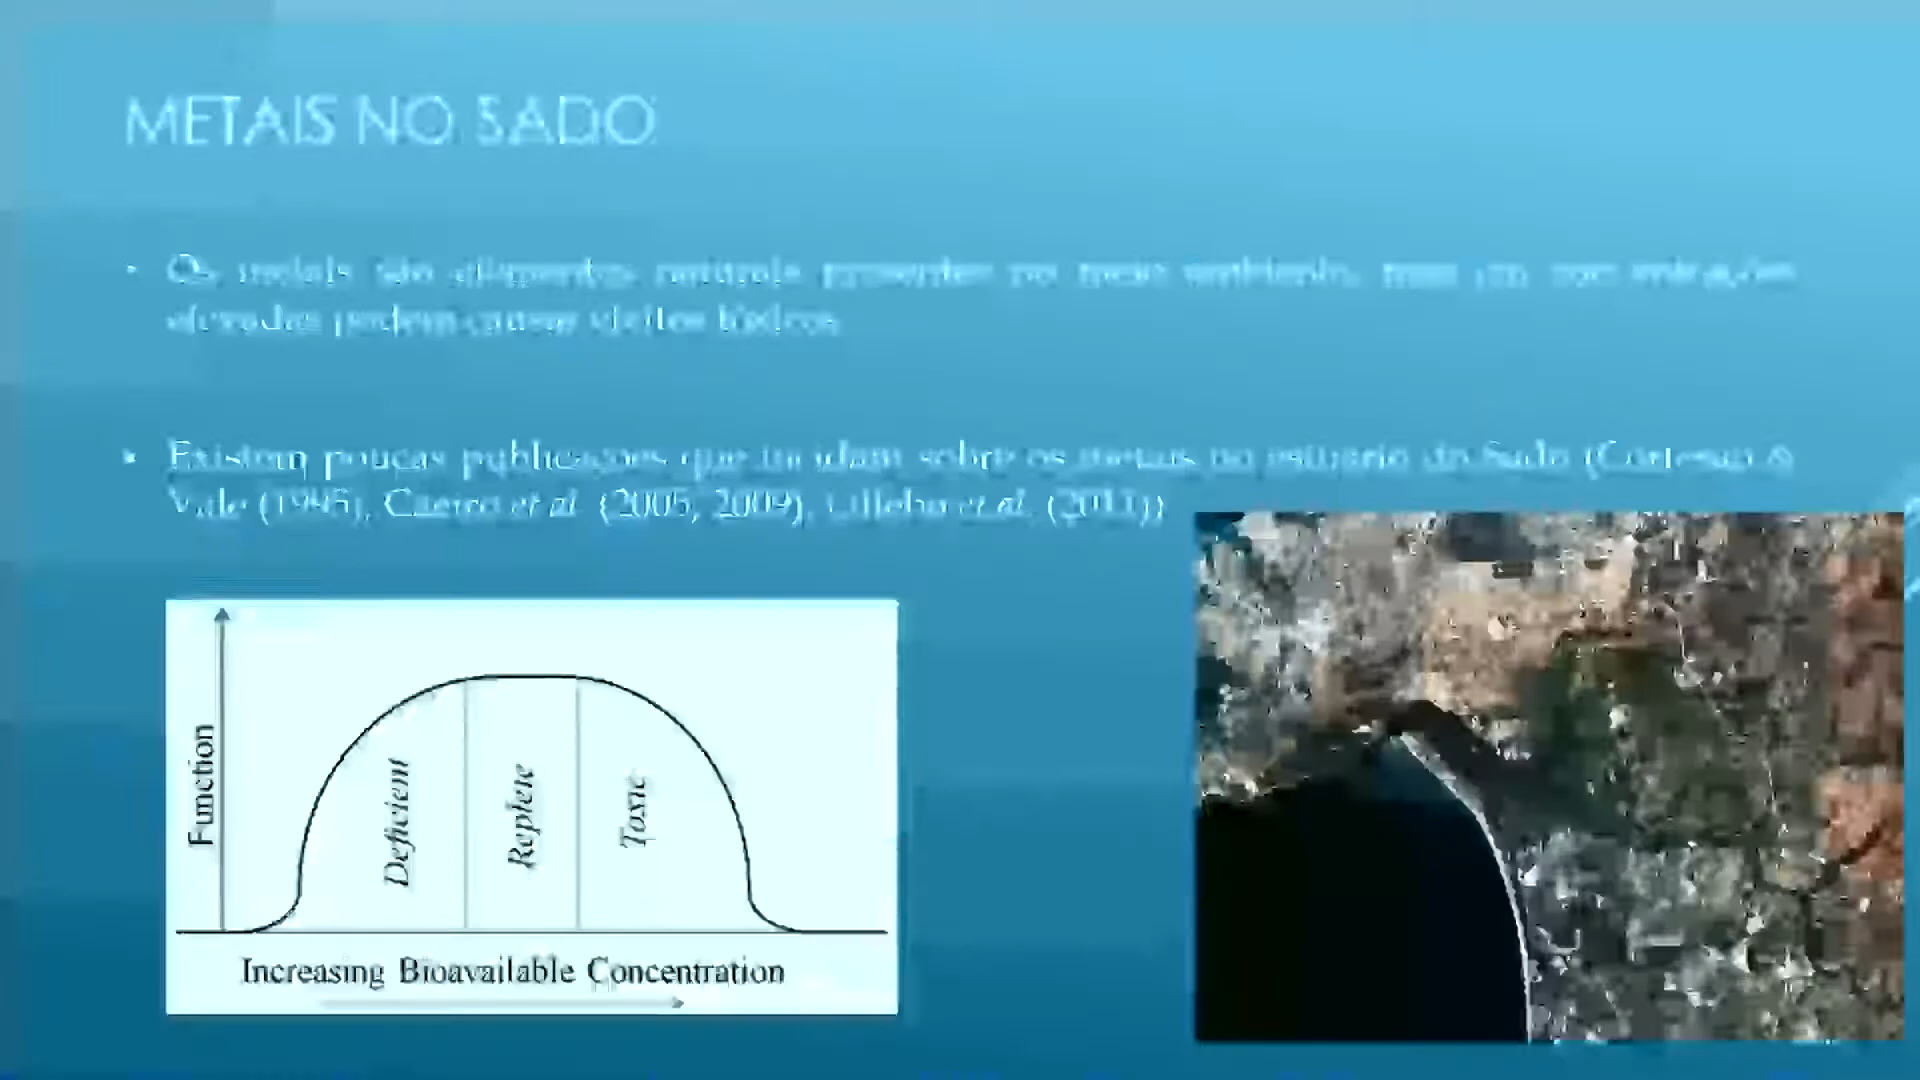 METAIS NO SADO
• Os metais são elementos naturais presentes no meio ambiente, mas em concentrações
elevadas podem causar efeitos tóxicos.
• Existem poucas publicações que incidam sobre os metais no estuário do Sado (Cortesão &
Vale (1995), Caeiro et al. (2005, 2009), Lillebø et al. (2011))
Function
Deficient
Replete
Toxic
Increasing Bioavailable Concentration